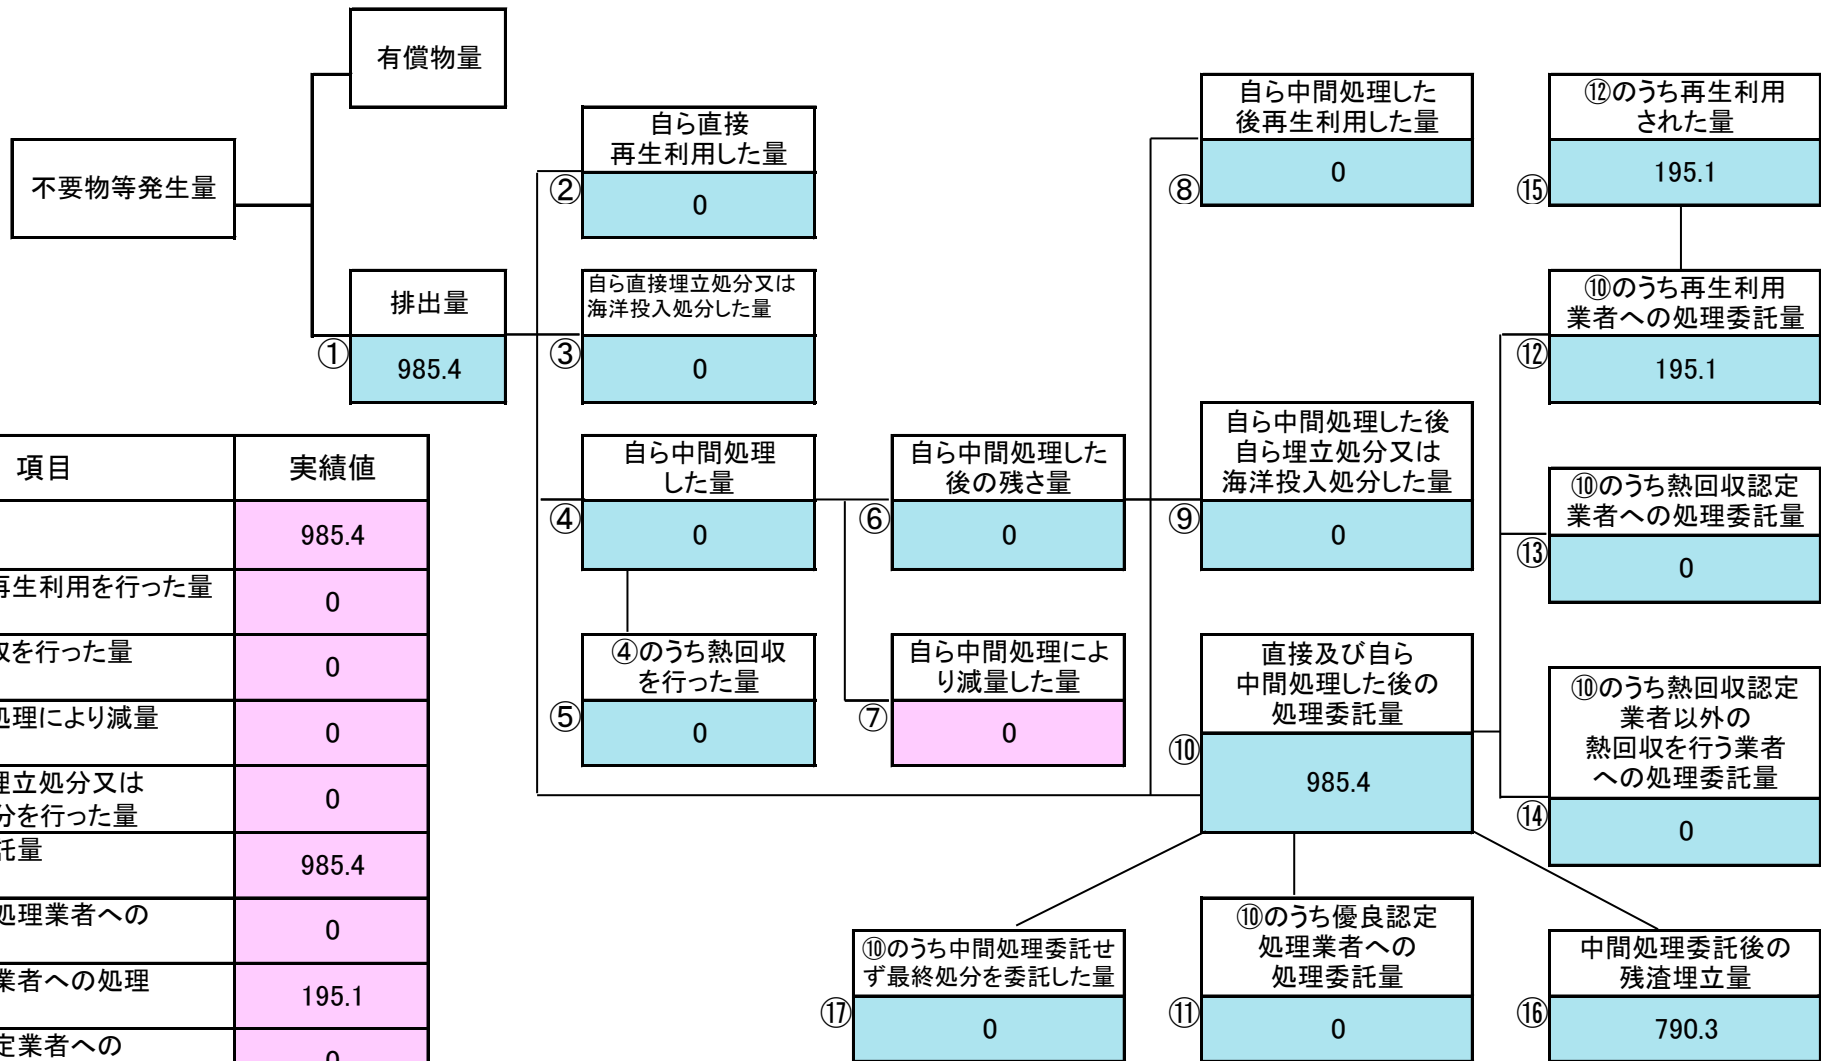 有償物量
不要物等発生量
排出量
①
985.4
自ら直接
再生利用した量
②
0
自ら直接埋立処分又は
海洋投入処分した量
③
0
自ら中間処理
した量
④
0
④のうち熱回収
を行った量
⑤
0
自ら中間処理した
後の残さ量
⑥
0
自ら中間処理によ
り減量した量
⑦
0
自ら中間処理した
後再生利用した量
⑧
0
自ら中間処理した後
自ら埋立処分又は
海洋投入処分した量
⑨
0
直接及び自ら
中間処理した後の
処理委託量
⑩
985.4
⑫のうち再生利用
された量
⑮
195.1
⑩のうち再生利用
業者への処理委託量
⑫
195.1
⑩のうち熱回収認定
業者への処理委託量
⑬
0
⑩のうち熱回収認定
業者以外の
熱回収を行う業者
への処理委託量
⑭
0
⑩のうち中間処理委託せ
ず最終処分を委託した量
⑰
0
⑩のうち優良認定
処理業者への
処理委託量
⑪
0
中間処理委託後の
残渣埋立量
⑯
790.3
項目 実績値
985.4
再生利用を行った量 0
収を行った量 0
処理により減量 0
埋立処分又は
分を行った量 0
託量 985.4
処理業者への 0
業者への処理 195.1
定業者への 0